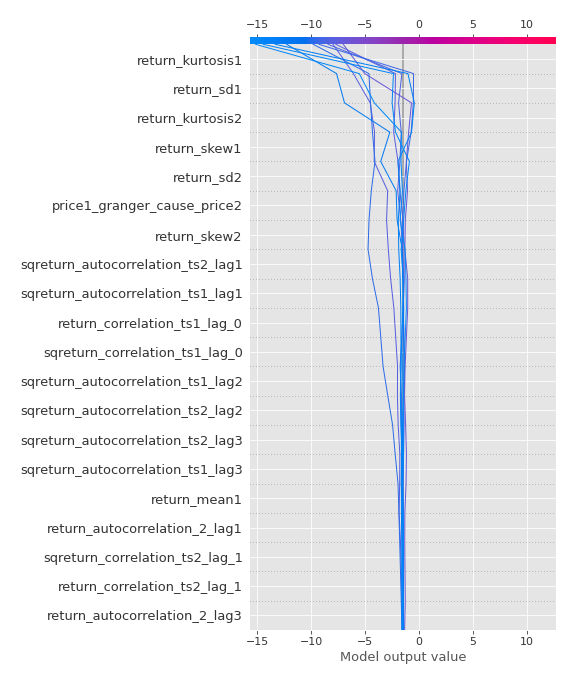 −15 −10 −5 0 5 10
return_kurtosis1
return_sd1
return_kurtosis2
return_skew1
return_sd2
price1_granger_cause_price2
return_skew2
sqreturn_autocorrelation_ts2_lag1
sqreturn_autocorrelation_ts1_lag1
return_correlation_ts1_lag_0
sqreturn_correlation_ts1_lag_0
sqreturn_autocorrelation_ts1_lag2
sqreturn_autocorrelation_ts2_lag2
sqreturn_autocorrelation_ts2_lag3
sqreturn_autocorrelation_ts1_lag3
return_mean1
return_autocorrelation_2_lag1
sqreturn_correlation_ts2_lag_1
return_correlation_ts2_lag_1
return_autocorrelation_2_lag3
−15 −10 −5 0 5 10
Model output value